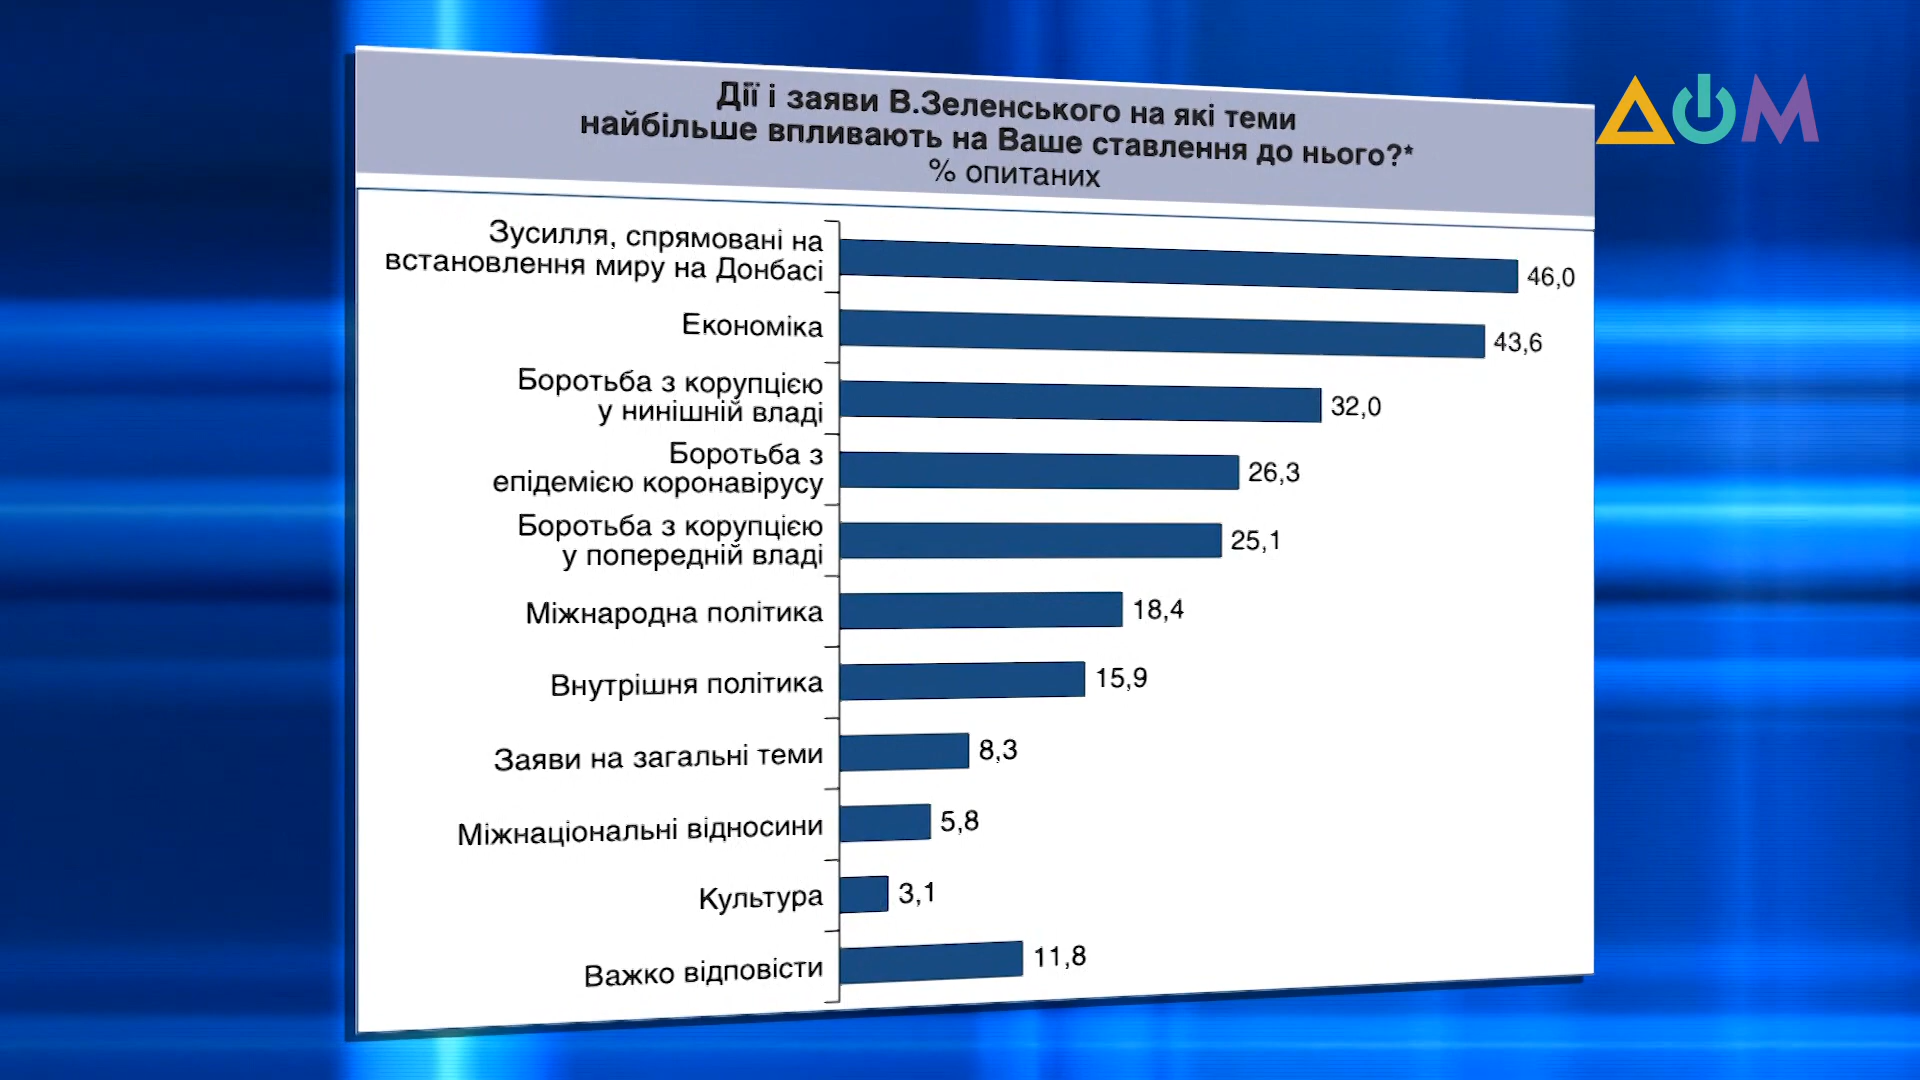 Дії і заяви В.Зеленського на які теми
найбільше впливають на Ваше ставлення до нього?*
% опитаних
ДОМ
Зусилля, спрямовані на
встановлення миру на Донбасі
46,0
Економіка
43,6
Боротьба з корупцією
у нинішній владі
32,0
Боротьба з
епідемією коронавірусу
26,3
Боротьба з корупцією
у попередній владі
25,1
Міжнародна політика
18,4
Внутрішня політика
15,9
Заяви на загальні теми
8,3
Міжнаціональні відносини
5,8
Культура
3,1
Важко відповісти
11,8